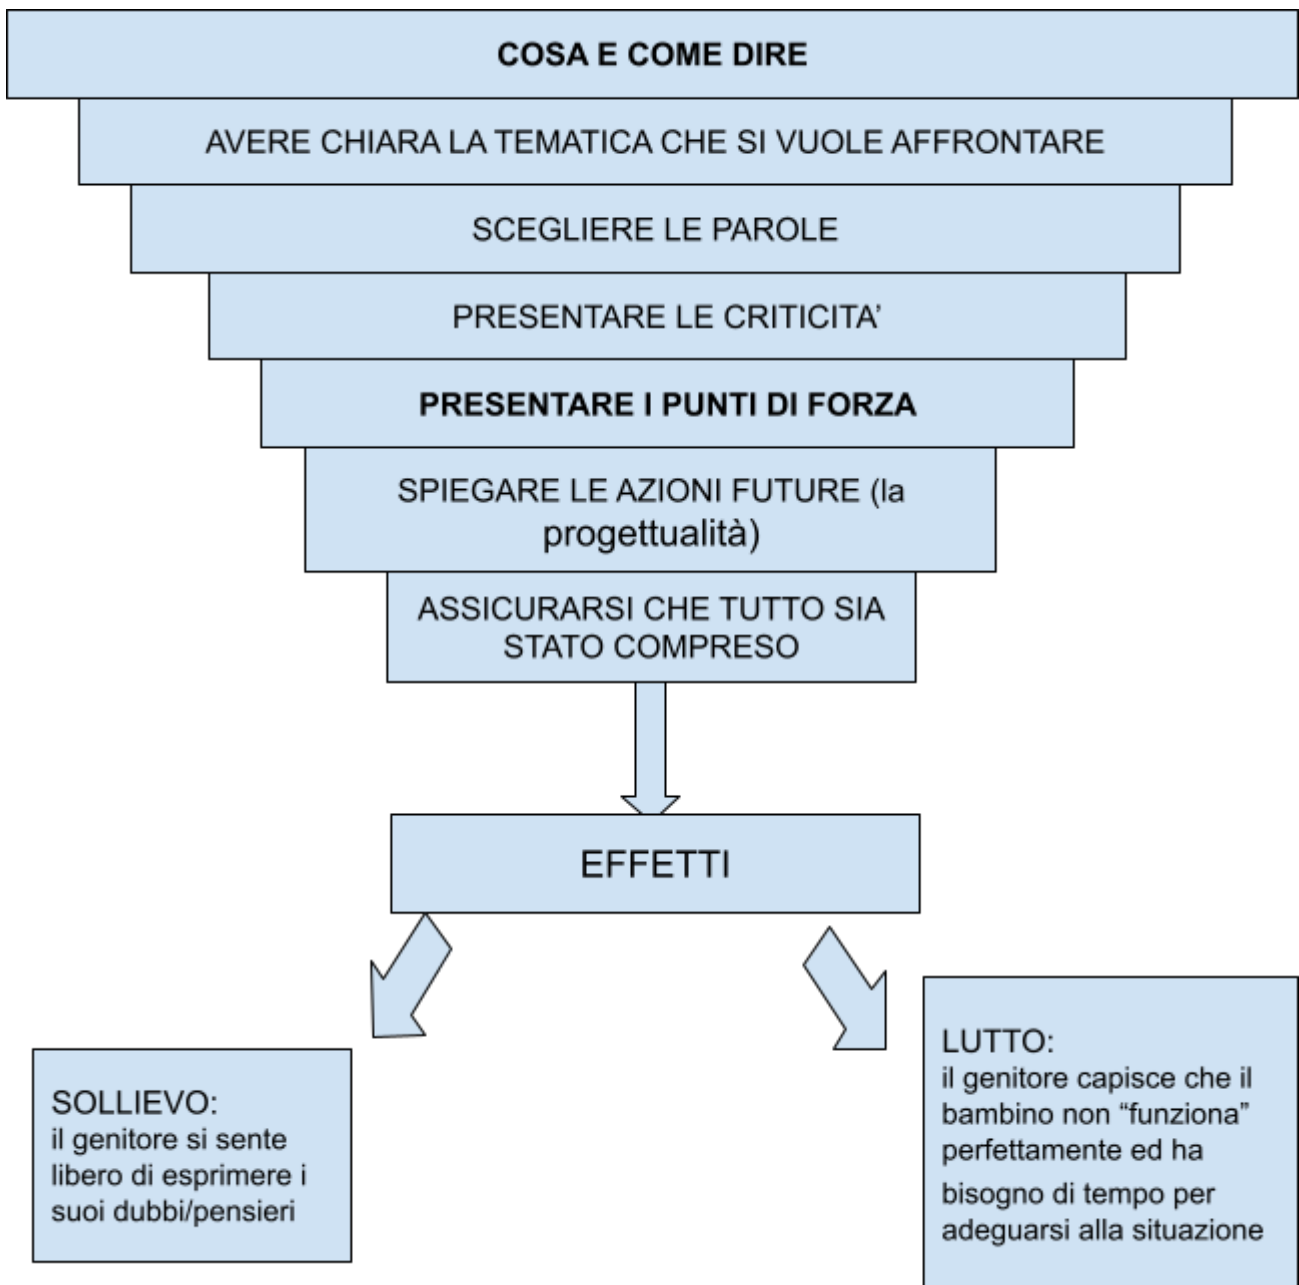 COSA E COME DIRE
AVERE CHIARA LA TEMATICA CHE SI VUOLE AFFRONTARE
SCEGLIERE LE PAROLE
PRESENTARE LE CRITICITA’
PRESENTARE I PUNTI DI FORZA
SPIEGARE LE AZIONI FUTURE (la
progettualità)
ASSICURARSI CHE TUTTO SIA
STATO COMPRESO
EFFETTI
SOLLIEVO:
il genitore si sente
libero di esprimere i
suoi dubbi/pensieri
LUTTO:
il genitore capisce che il
bambino non “funziona”
perfettamente ed ha
bisogno di tempo per
adeguarsi alla situazione